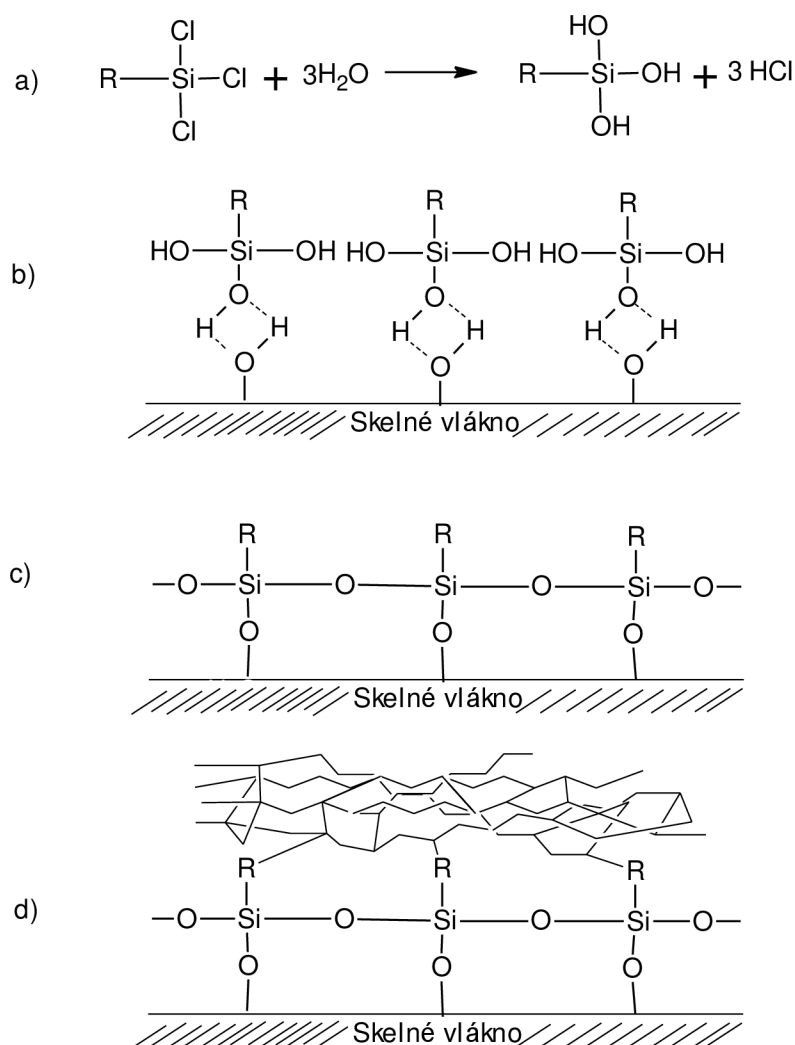 a)
Cl
R Si Cl + 3H₂O HO
R Si OH + 3 HCl
Cl
OH
b)
R R R
HO Si OH HO Si OH HO Si OH
O O O
H H H H H H
O O O
Skelné vlákno
c)
R R R
O Si O Si O Si O
O O O
Skelné vlákno
d)
R R R
O Si O Si O Si O
O O O
Skelné vlákno